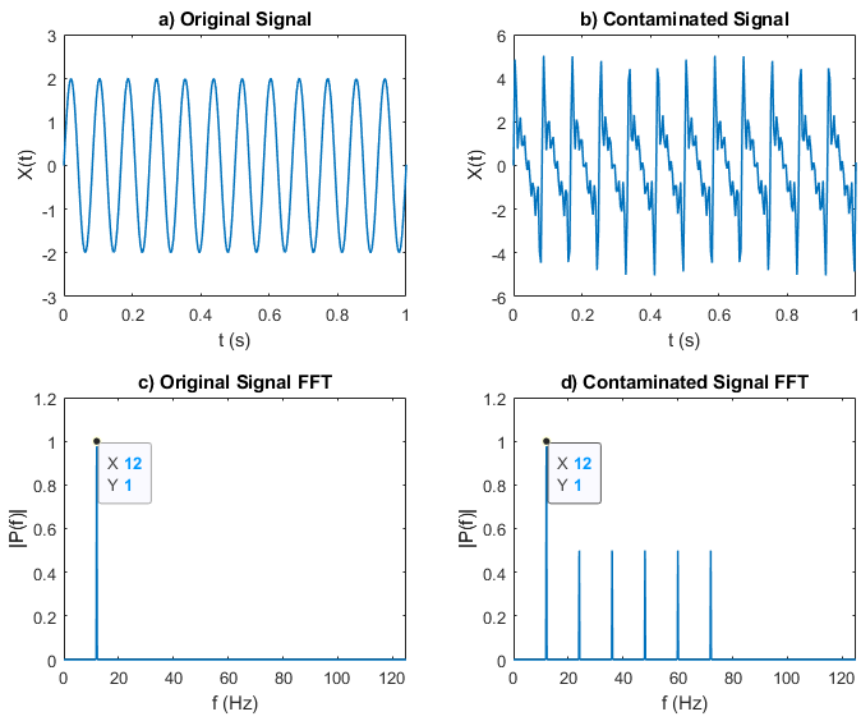 a) Original Signal
3
2
1
0
-1
-2
-3
X(t)
0 0.2 0.4 0.6 0.8 1
t (s)
b) Contaminated Signal
6
4
2
0
-2
-4
-6
X(t)
0 0.2 0.4 0.6 0.8 1
t (s)
c) Original Signal FFT
1.2
1
0.8
0.6
0.4
0.2
0
|P(f)|
X 12
Y 1
0 20 40 60 80 100 120
f (Hz)
d) Contaminated Signal FFT
1.2
1
0.8
0.6
0.4
0.2
0
|P(f)|
X 12
Y 1
0 20 40 60 80 100 120
f (Hz)